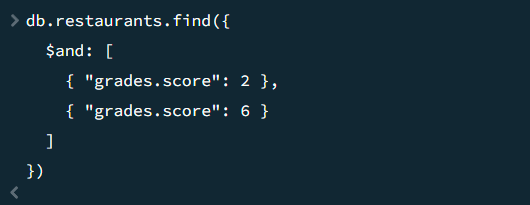 > db.restaurants.find({
$and: [
{ "grades.score": 2 },
{ "grades.score": 6 }
]
})
<